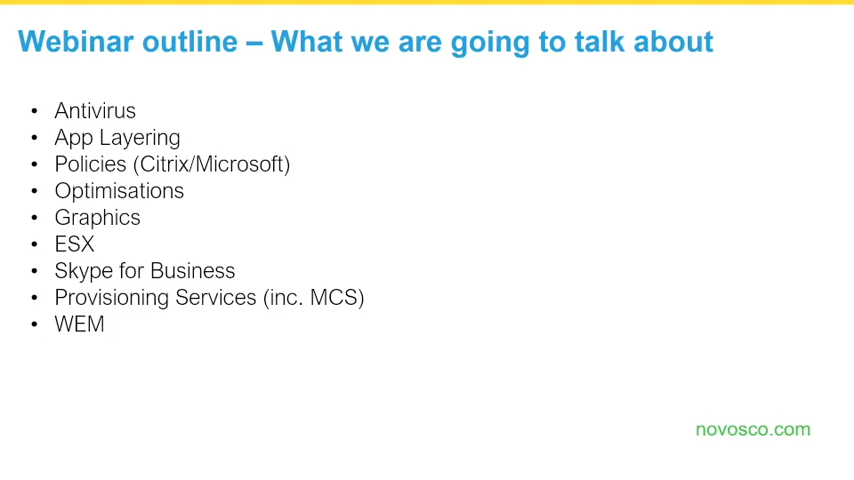 Webinar outline – What we are going to talk about
• Antivirus
• App Layering
• Policies (Citrix/Microsoft)
• Optimisations
• Graphics
• ESX
• Skype for Business
• Provisioning Services (inc. MCS)
• WEM
novosco.com